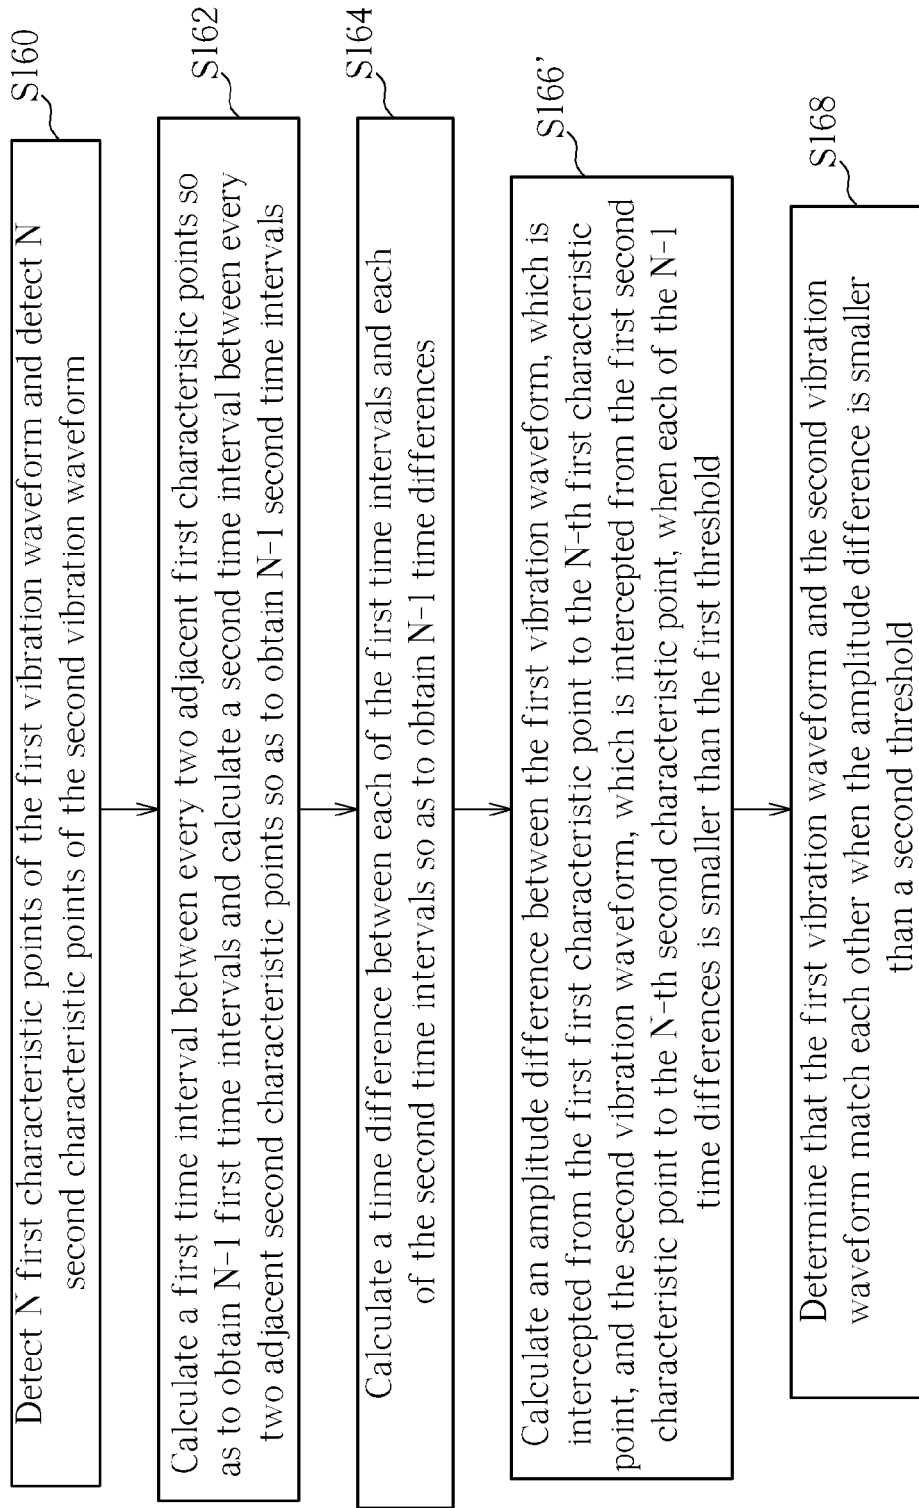 S160
Detect N first characteristic points of the first vibration waveform and detect N
second characteristic points of the second vibration waveform
S162
Calculate a first time interval between every two adjacent first characteristic points so
as to obtain N-1 first time intervals and calculate a second time interval between every
two adjacent second characteristic points so as to obtain N-1 second time intervals
S164
Calculate a time difference between each of the first time intervals and each
of the second time intervals so as to obtain N-1 time differences
S166’
Calculate an amplitude difference between the first vibration waveform, which is
intercepted from the first first characteristic point to the N-th first characteristic
point, and the second vibration waveform, which is intercepted from the first second
characteristic point to the N-th second characteristic point, when each of the N-1
time differences is smaller than the first threshold
S168
Determine that the first vibration waveform and the second vibration
waveform match each other when the amplitude difference is smaller
than a second threshold